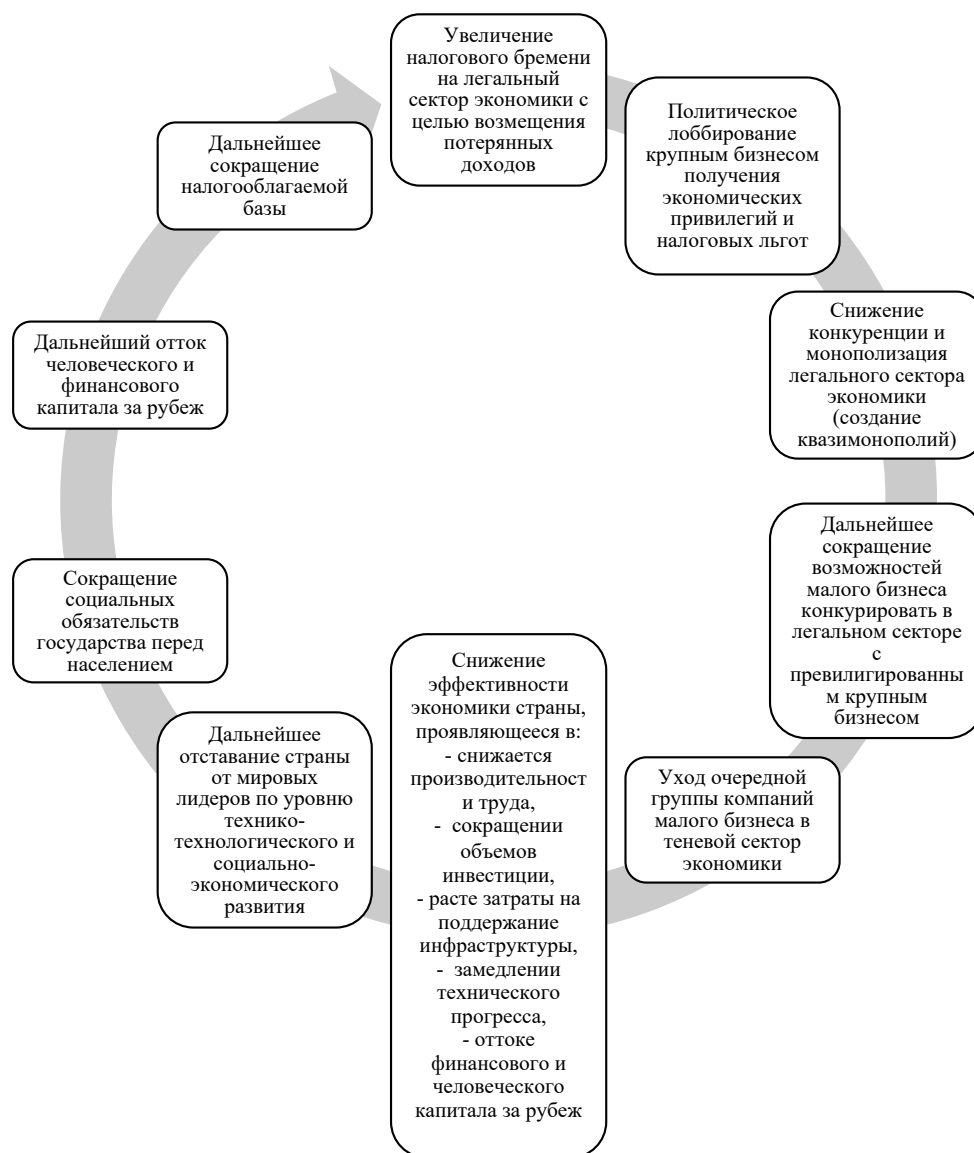 Увеличение
налогового бремени
на легальный
сектор экономики с
целью возмещения
потерянных
доходов
Политическое
лоббирование
крупным бизнесом
получения
экономических
привилегий и
налоговых льгот
Снижение
конкуренции и
монополизация
легального сектора
экономики
(создание
квазимонополий)
Дальнейшее
сокращение
возможностей
малого бизнеса
конкурировать в
легальном секторе
с
превилигированны
м крупным
бизнесом
Уход очередной
группы компаний
малого бизнеса в
теневой сектор
экономики
Снижение
эффективности
экономики страны,
проявляющееся в:
- снижается
производительност
и труда,
- сокращении
объемов
инвестиции,
- расте затраты на
поддержание
инфраструктуры,
- замедлении
технического
прогресса,
- оттоке
финансового и
человеческого
капитала за рубеж
Дальнейшее
отставание страны
от мировых
лидеров по уровню
технико-
технологического и
социально-
экономического
развития
Сокращение
социальных
обязательств
государства перед
населением
Дальнейший отток
человеческого и
финансового
капитала за рубеж
Дальнейшее
сокращение
налогооблагаемой
базы